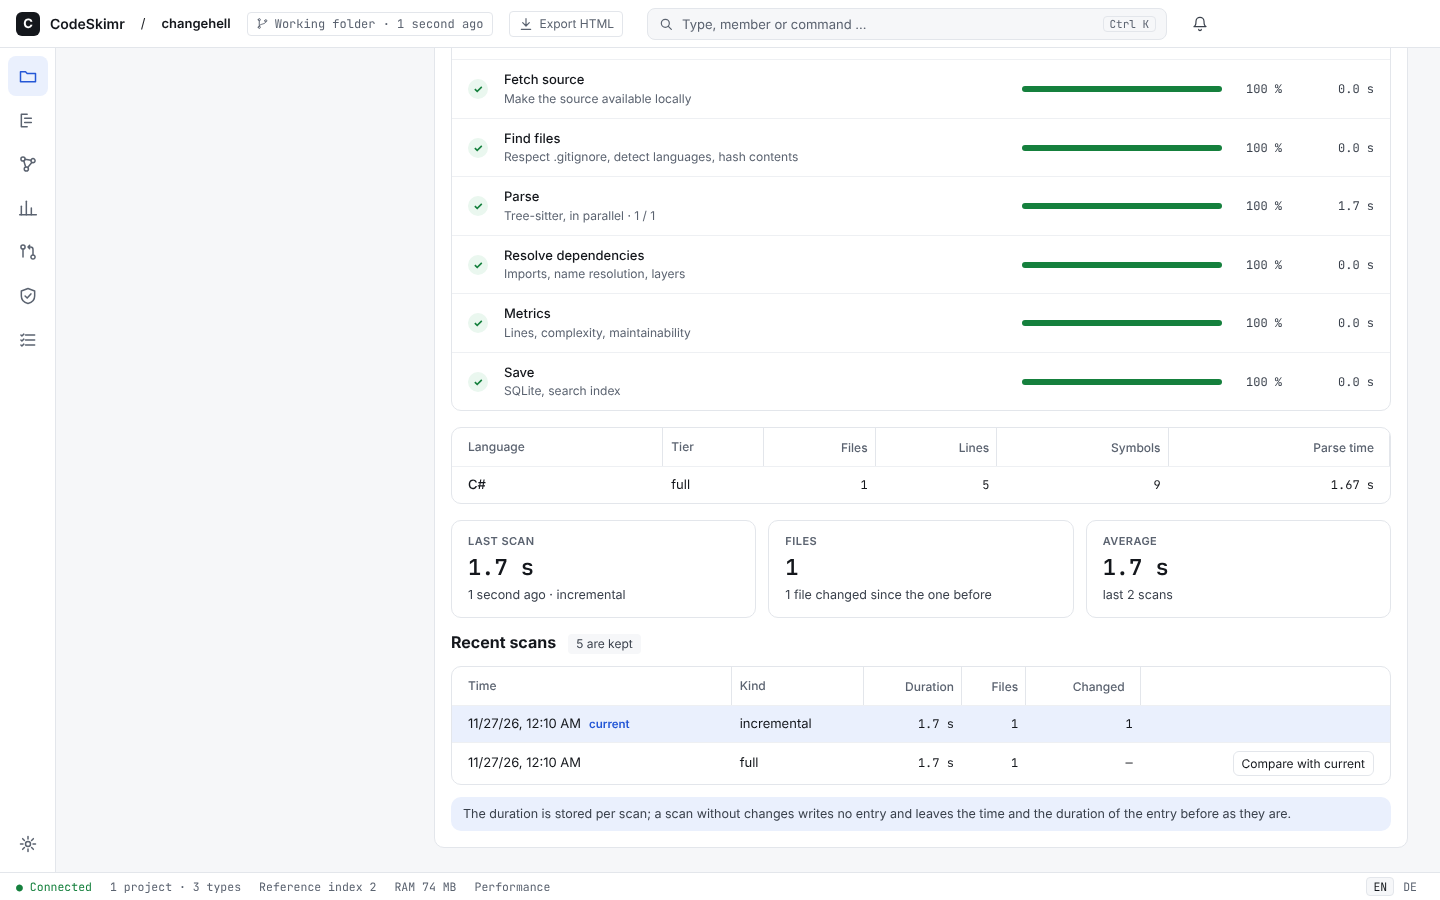 C CodeSkimr / changehell Working folder · 1 second ago Export HTML Type, member or command ... Ctrl K
Fetch source
Make the source available locally
100 % 0.0 s
Find files
Respect .gitignore, detect languages, hash contents
100 % 0.0 s
Parse
Tree-sitter, in parallel · 1 / 1
100 % 1.7 s
Resolve dependencies
Imports, name resolution, layers
100 % 0.0 s
Metrics
Lines, complexity, maintainability
100 % 0.0 s
Save
SQLite, search index
100 % 0.0 s
Language Tier Files Lines Symbols Parse time
C# full 1 5 9 1.67 s
LAST SCAN
1.7 s
1 second ago · incremental
FILES
1
1 file changed since the one before
AVERAGE
1.7 s
last 2 scans
Recent scans 5 are kept
Time Kind Duration Files Changed
11/27/26, 12:10 AM current incremental 1.7 s 1 1
11/27/26, 12:10 AM full 1.7 s 1 – Compare with current
The duration is stored per scan; a scan without changes writes no entry and leaves the time and the duration of the entry before as they are.
Connected 1 project · 3 types Reference index 2 RAM 74 MB Performance EN DE